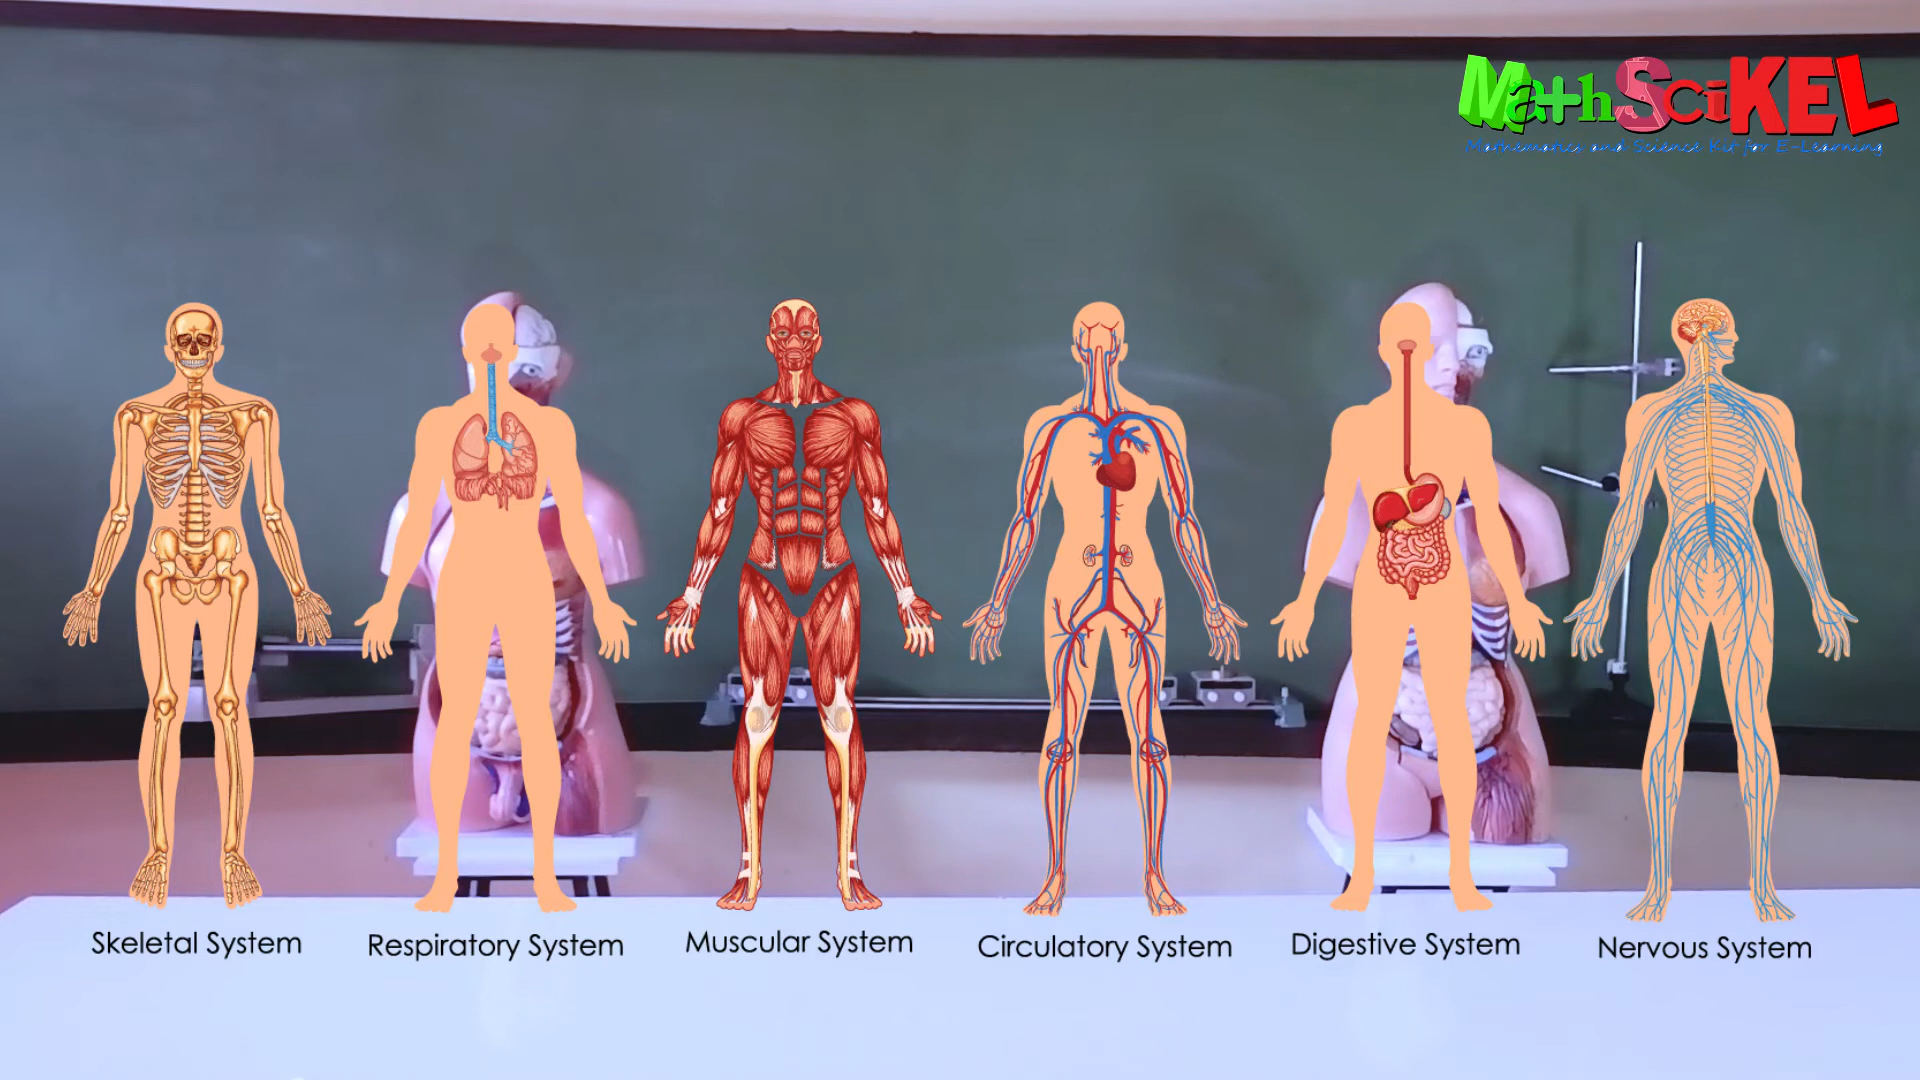 MathSciKEL
Mathematics and Science Kit for E-Learning
Skeletal System
Respiratory System
Muscular System
Circulatory System
Digestive System
Nervous System